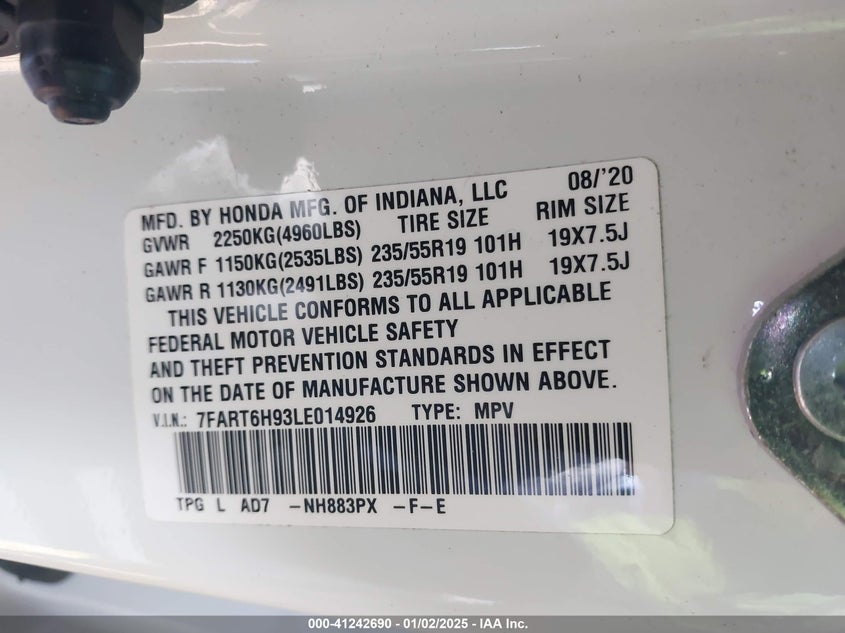 MFD. BY HONDA MFG. OF INDIANA, LLC 08/'20
GVWR 2250KG(4960LBS) TIRE SIZE RIM SIZE
GAWR F 1150KG(2535LBS) 235/55R19 101H 19X7.5J
GAWR R 1130KG(2491LBS) 235/55R19 101H 19X7.5J
THIS VEHICLE CONFORMS TO ALL APPLICABLE
FEDERAL MOTOR VEHICLE SAFETY
AND THEFT PREVENTION STANDARDS IN EFFECT
ON THE DATE OF MANUFACTURE SHOWN ABOVE.
V.I.N.: 7FART6H93LE014926 TYPE: MPV
TPG L AD7 -NH883PX -F-E
000-41242690 - 01/02/2025 - IAA Inc.